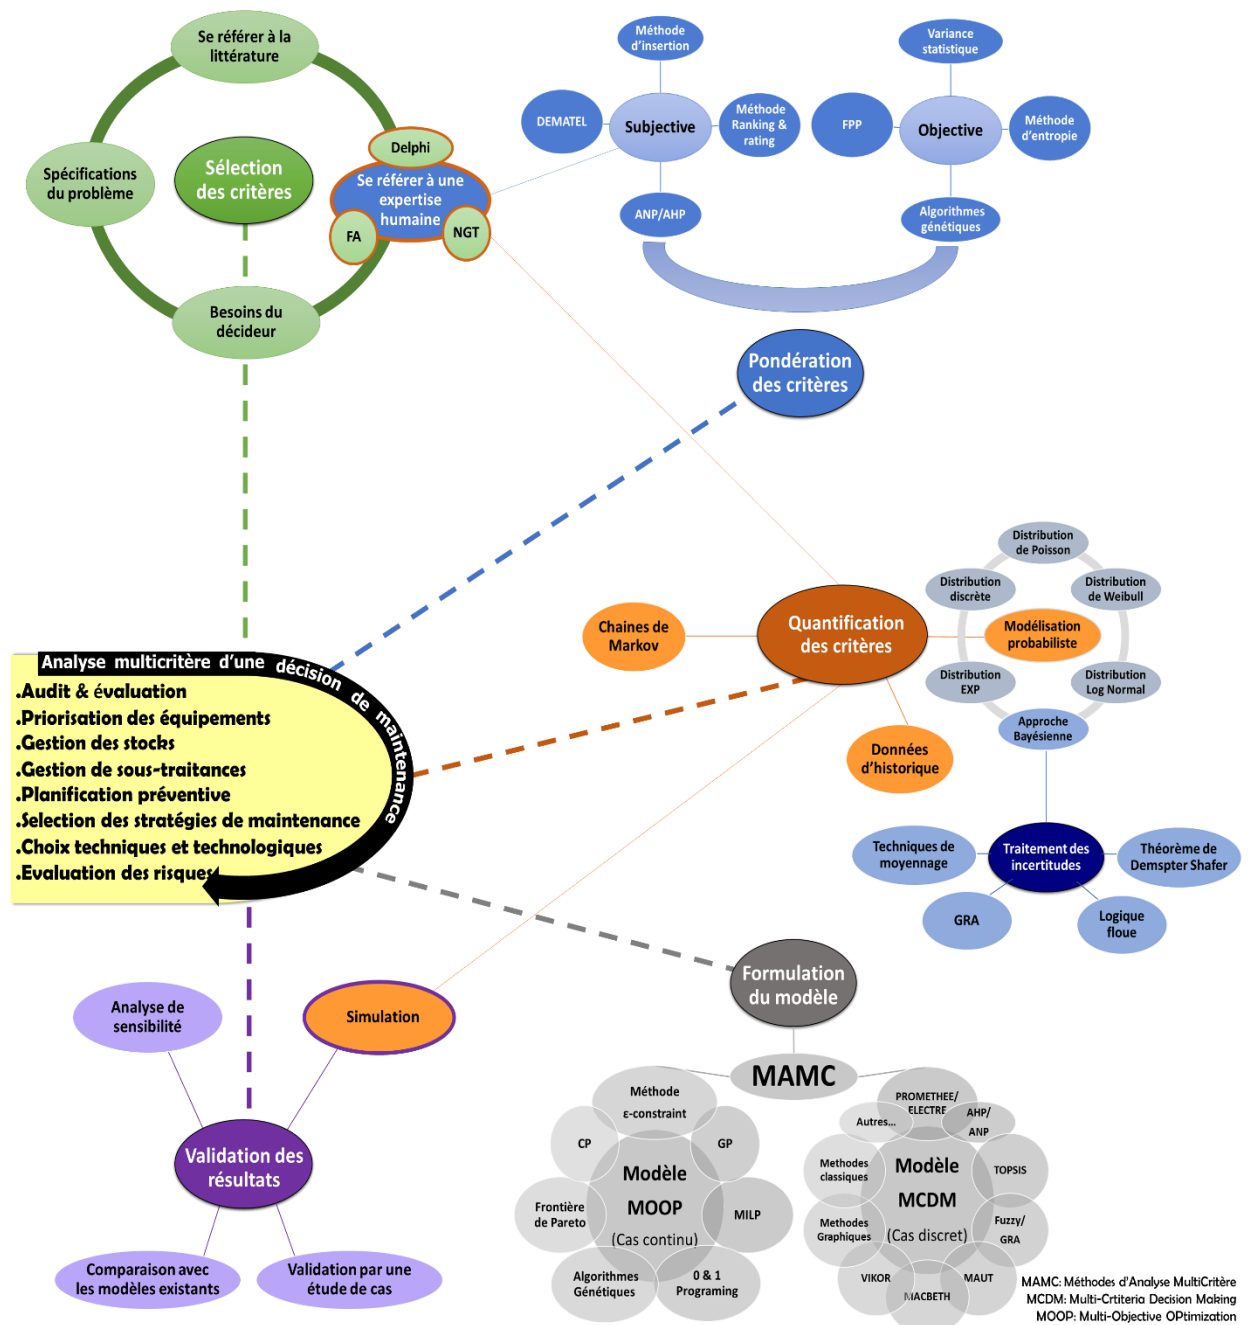 Se référer à la
littérature
Spécifications
du problème
Sélection
des critères
Delphi
Se référer à une
expertise
humaine
FA
NGT
Besoins du
décideur
Méthode
d'insertion
DEMATEL
Subjective
Méthode
Ranking &
rating
ANP/AHP
Variance
statistique
FPP
Objective
Méthode
d'entropie
Algorithmes
génétiques
Pondération
des critères
Analyse multicritère d'une décision de maintenance
.Audit & évaluation
.Priorisation des équipements
.Gestion des stocks
.Gestion de sous-traitances
.Planification préventive
.Selection des stratégies de maintenance
.Choix techniques et technologiques
.Evaluation des risques
Chaines de
Markov
Quantification
des critères
Données
d'historique
Distribution
de Poisson
Distribution
discrète
Distribution
de Weibull
Modélisation
probabiliste
Distribution
EXP
Distribution
Log Normal
Approche
Bayésienne
Techniques de
moyennage
Traitement des
incertitudes
Théorème de
Demspter Shafer
GRA
Logique
floue
Formulation
du modèle
MAMC
Méthode
ε-constraint
CP
GP
Modèle
MOOP
(Cas continu)
Frontière
de Pareto
MILP
Algorithmes
Génétiques
0 & 1
Programing
PROMETHEE/
ELECTRE
Autres...
AHP/
ANP
Methodes
classiques
Modèle
MCDM
(Cas discret)
TOPSIS
Methodes
Graphiques
Fuzzy/
GRA
VIKOR
MACBETH
MAUT
Analyse de
sensibilité
Simulation
Validation des
résultats
Comparaison avec
les modèles existants
Validation par une
étude de cas
MAMC: Méthodes d'Analyse MultiCritère
MCDM: Multi-Crtiteria Decision Making
MOOP: Multi-Objective OPtimization